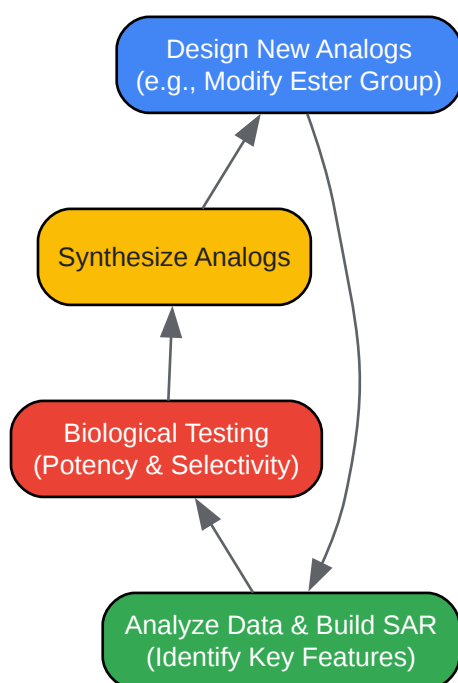 Design New Analogs
(e.g., Modify Ester Group)
Synthesize Analogs
Biological Testing
(Potency & Selectivity)
Analyze Data & Build SAR
(Identify Key Features)